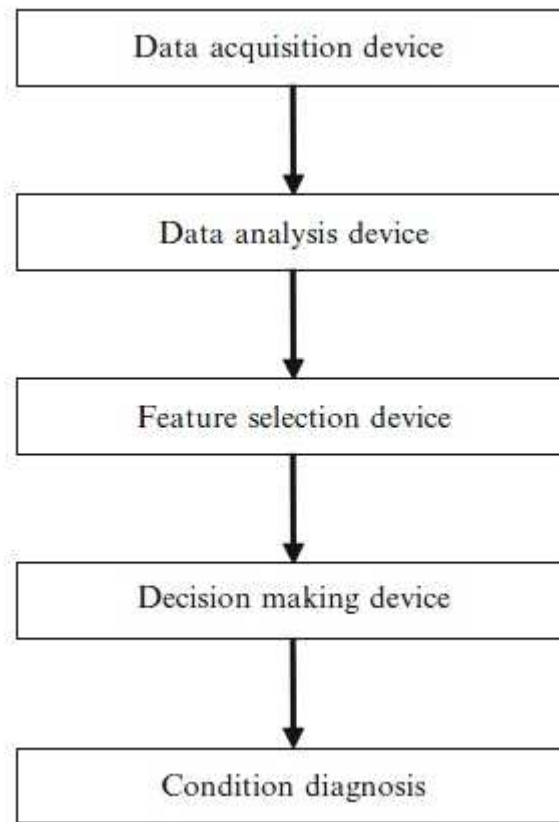 Data acquisition device
Data analysis device
Feature selection device
Decision making device
Condition diagnosis